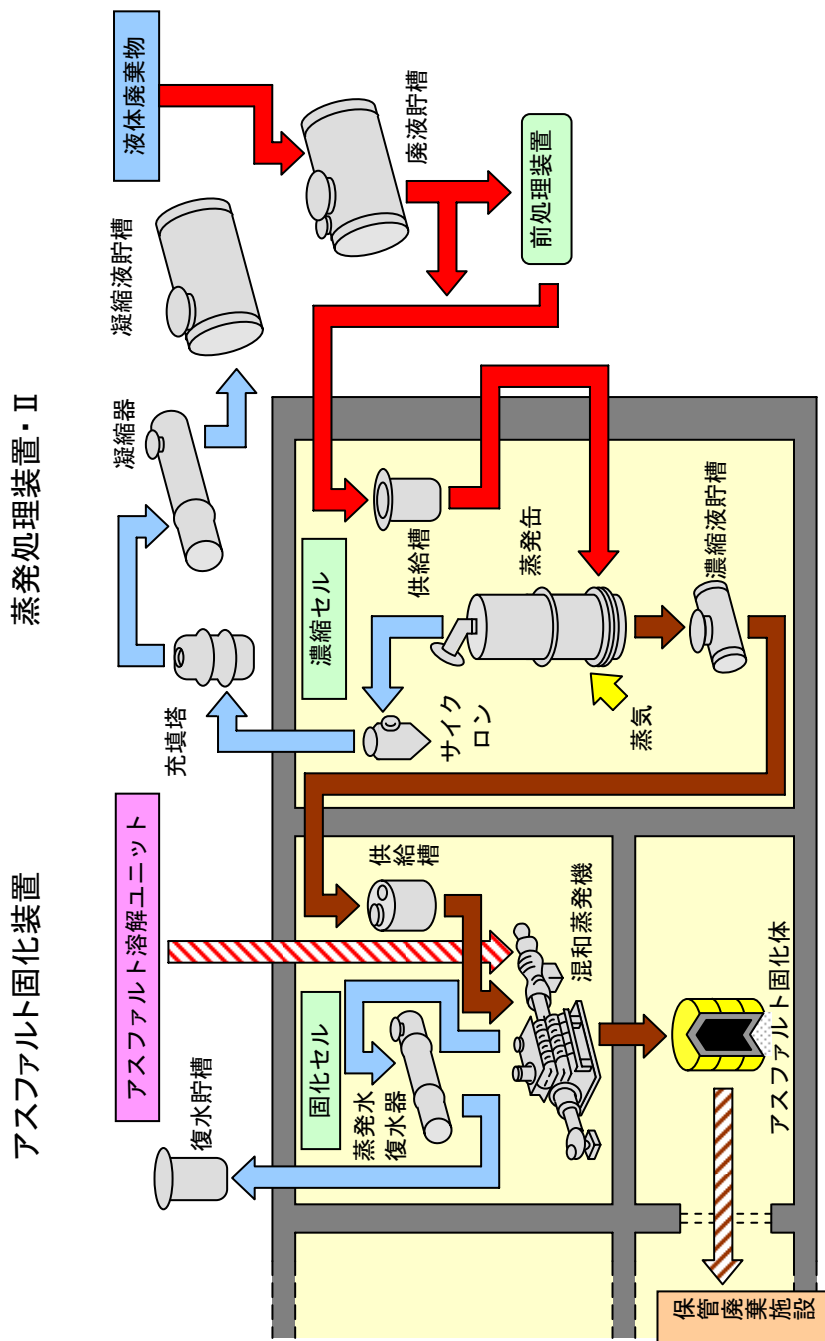 アスファルト固化装置
蒸発処理装置・Ⅱ
液体廃棄物
廃液貯槽
前処理装置
凝縮液貯槽
凝縮器
充填塔
濃縮セル
供給槽
蒸発缶
サイク
ロン
蒸気
濃縮液貯槽
アスファルト溶解ユニット
復水貯槽
固化セル
蒸発水
復水器
供給
槽
混和蒸発機
アスファルト固化体
保管
廃棄
施設